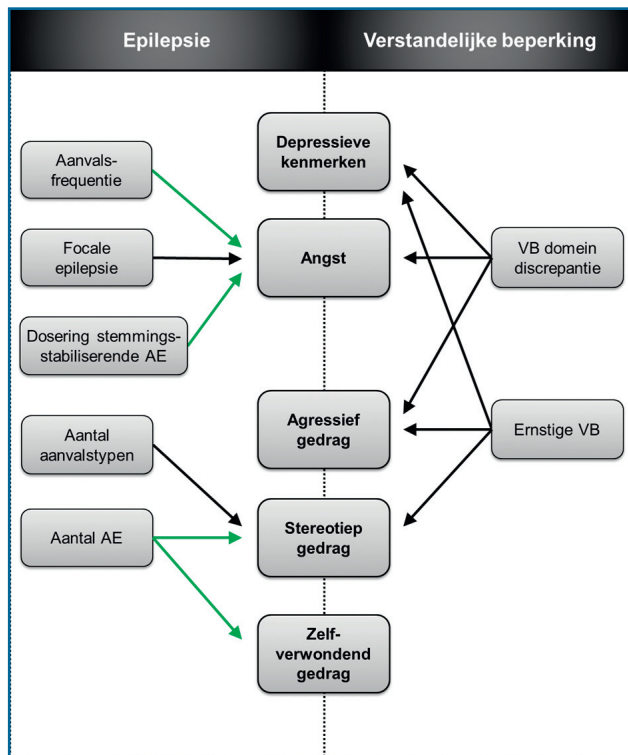 Epilepsie
Verstandelijke beperking
Depressieve
kenmerken
Aanvals-
frequentie
Focale
epilepsie
Angst
VB domein
discrepantie
Dosering stemmings-
stabiliserende AE
Agressief
gedrag
Ernstige VB
Aantal
aanvalstypen
Aantal AE
Stereotiep
gedrag
Zelf-
verwondend
gedrag